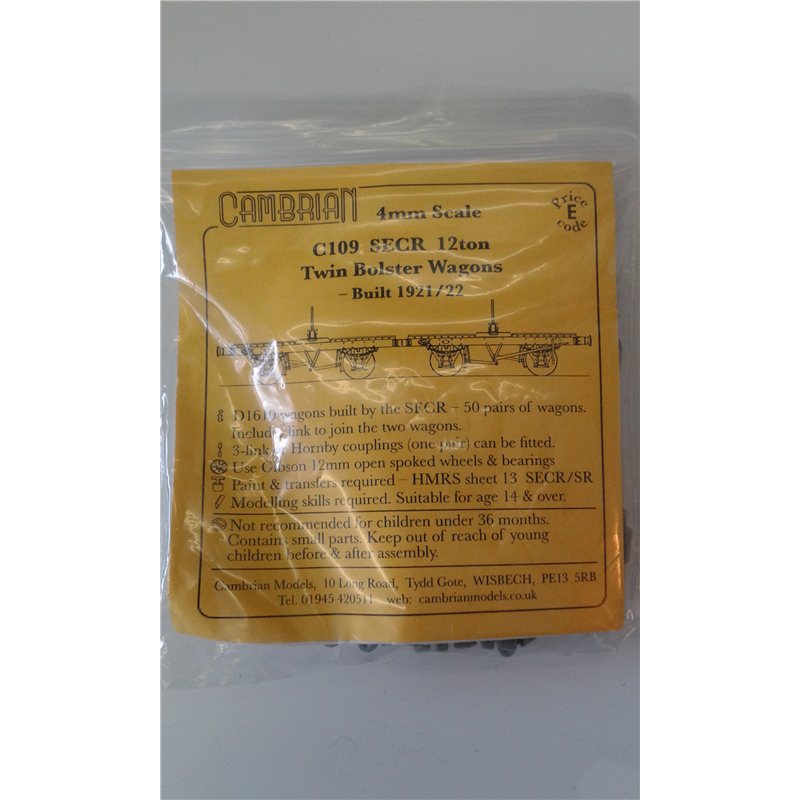 CAMBRIAN 4mm Scale
Price E code
C109 SECR 12ton
Twin Bolster Wagons
– Built 1921/22
D1610 wagons built by the SECR – 50 pairs of wagons.
Includes link to join the two wagons.
3-link or Hornby couplings (one pair) can be fitted.
Use Gibson 12mm open spoked wheels & bearings
Paint & transfers required – HMRS sheet 13 SECR/SR
Modelling skills required. Suitable for age 14 & over.
Not recommended for children under 36 months.
Contains small parts. Keep out of reach of young
children before & after assembly.
Cambrian Models, 10 Long Road, Tydd Gote, WISBECH, PE13 5RB
Tel. 01945 420511 web: cambrianmodels.co.uk